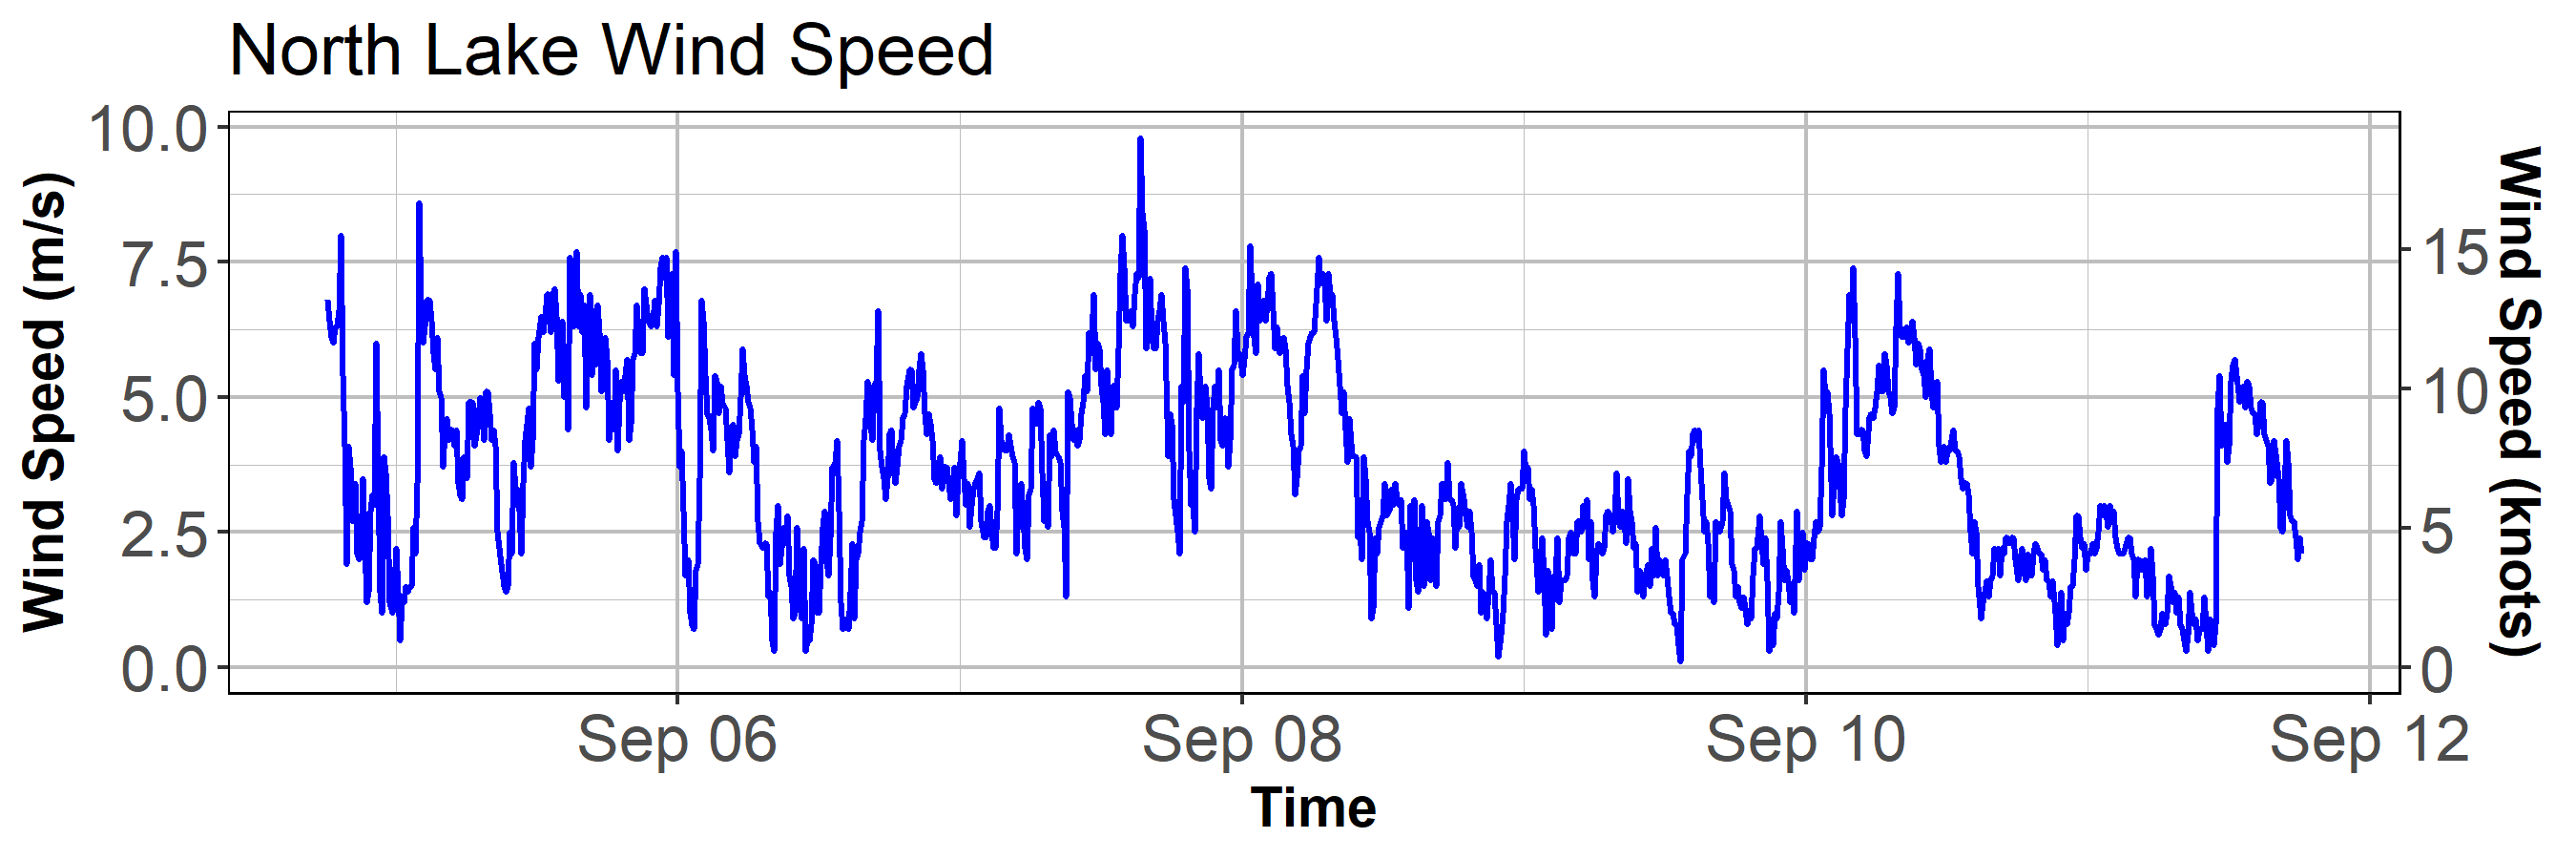 North Lake Wind Speed
Wind Speed (m/s)
10.0
7.5
5.0
2.5
0.0
15
10
5
0
Wind Speed (knots)
Sep 06
Sep 08
Sep 10
Sep 12
Time